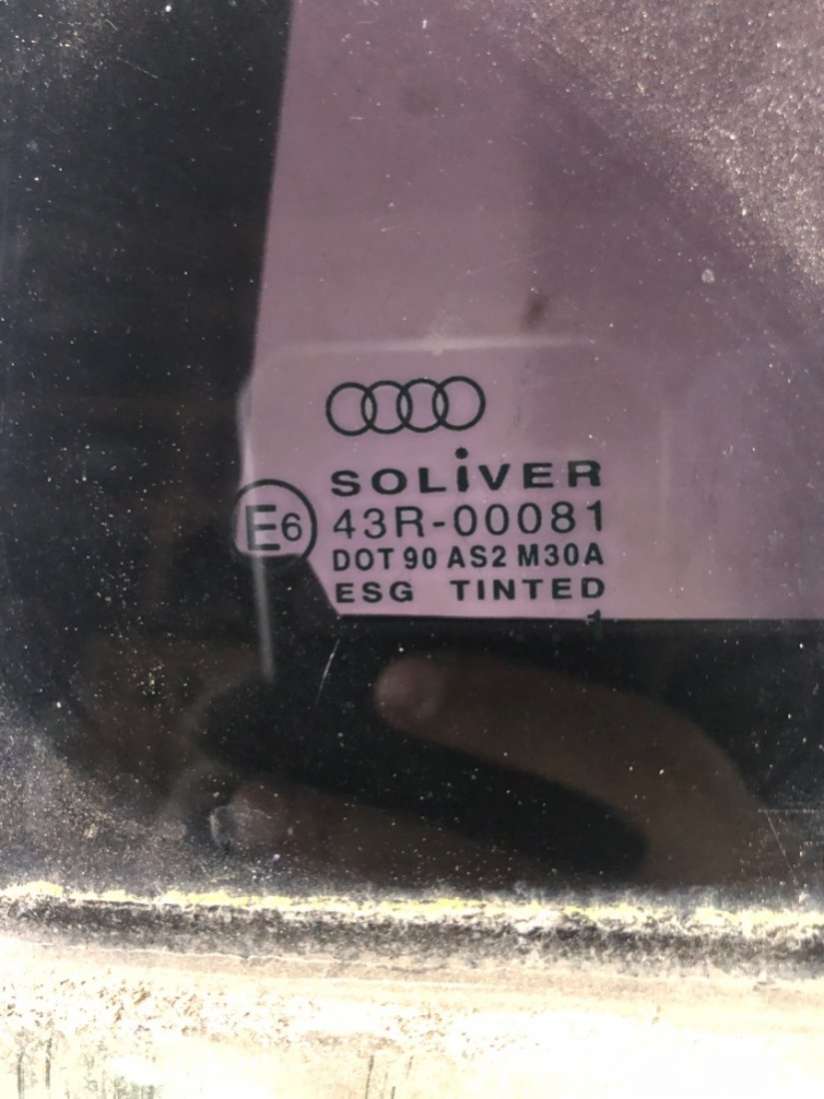 SOLiVER
E6
43R-00081
DOT 90 AS2 M30A
ESG TINTED